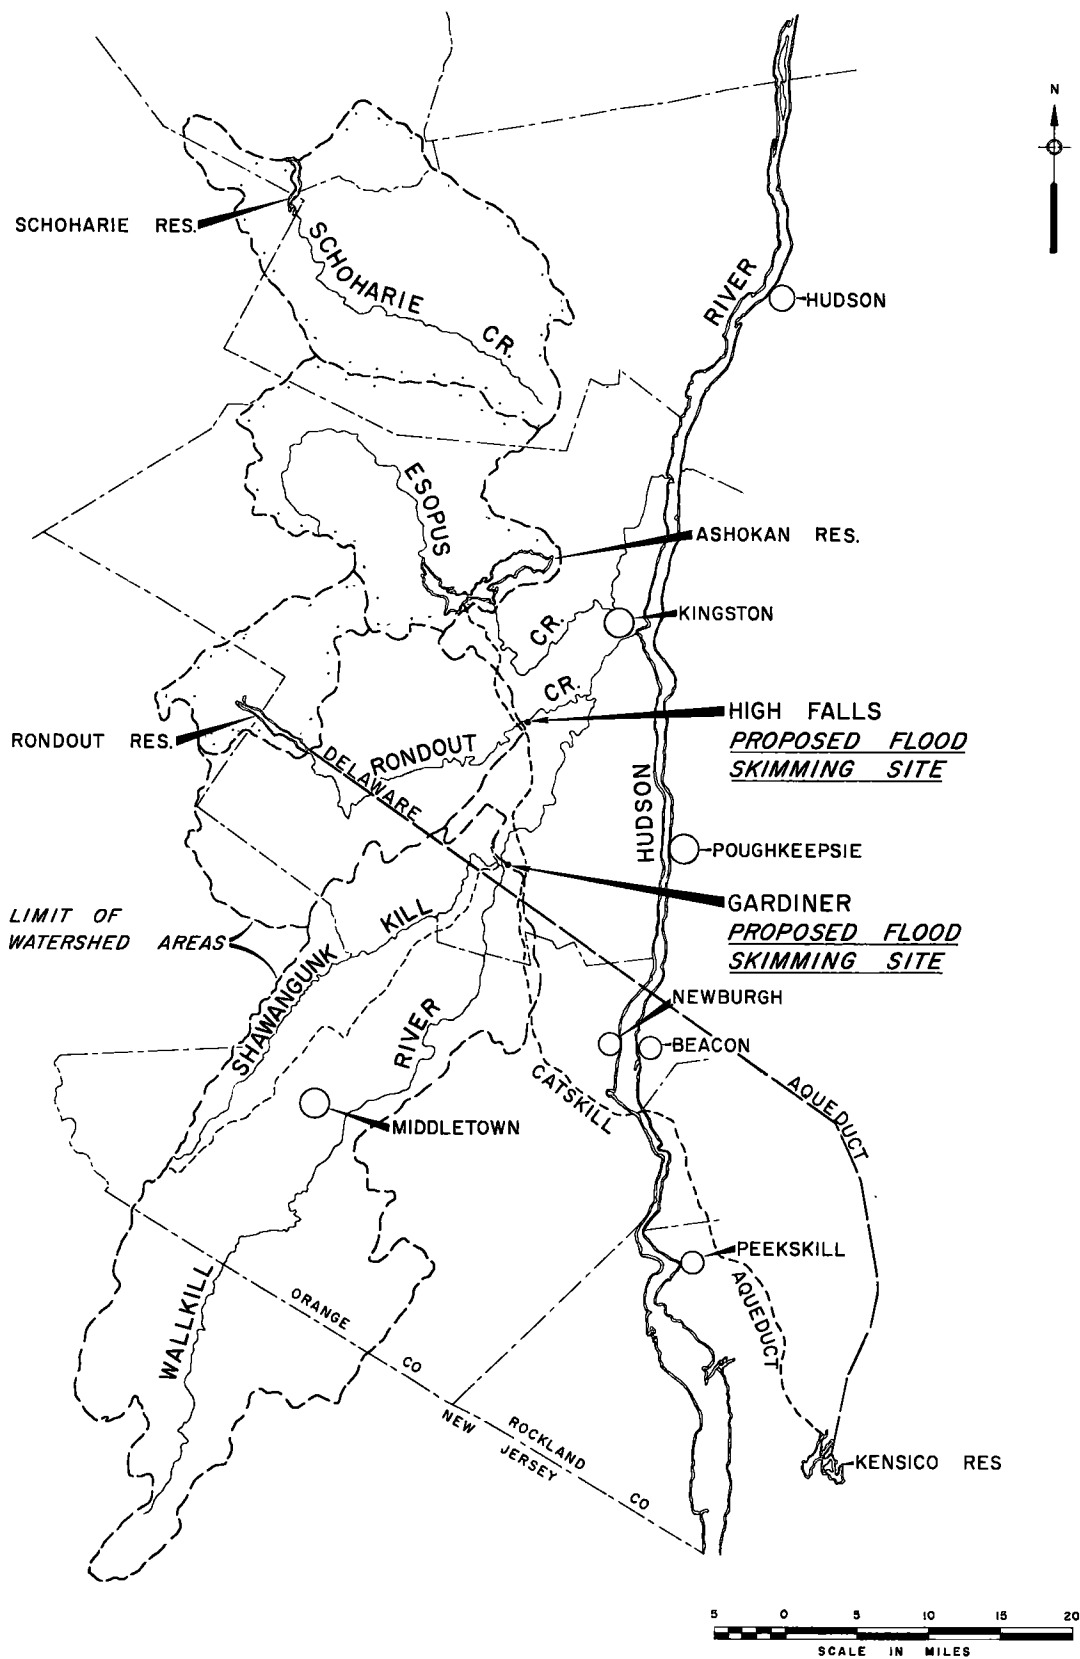 N
SCHOHARIE RES.
SCHOHARIE CR.
RIVER
HUDSON
ESOPUS
ASHOKAN RES.
CR.
KINGSTON
CR.
HIGH FALLS
PROPOSED FLOOD
SKIMMING SITE
RONDOUT RES.
RONDOUT
DELAWARE
HUDSON
POUGHKEEPSIE
GARDINER
PROPOSED FLOOD
SKIMMING SITE
LIMIT OF
WATERSHED AREAS
KILL
SHAWANGUNK
NEWBURGH
RIVER
BEACON
CATSKILL
AQUEDUCT
MIDDLETOWN
PEEKSKILL
AQUEDUCT
WALLKILL
ORANGE CO
NEW JERSEY
ROCKLAND CO
KENSICO RES
5 0 5 10 15 20
SCALE IN MILES